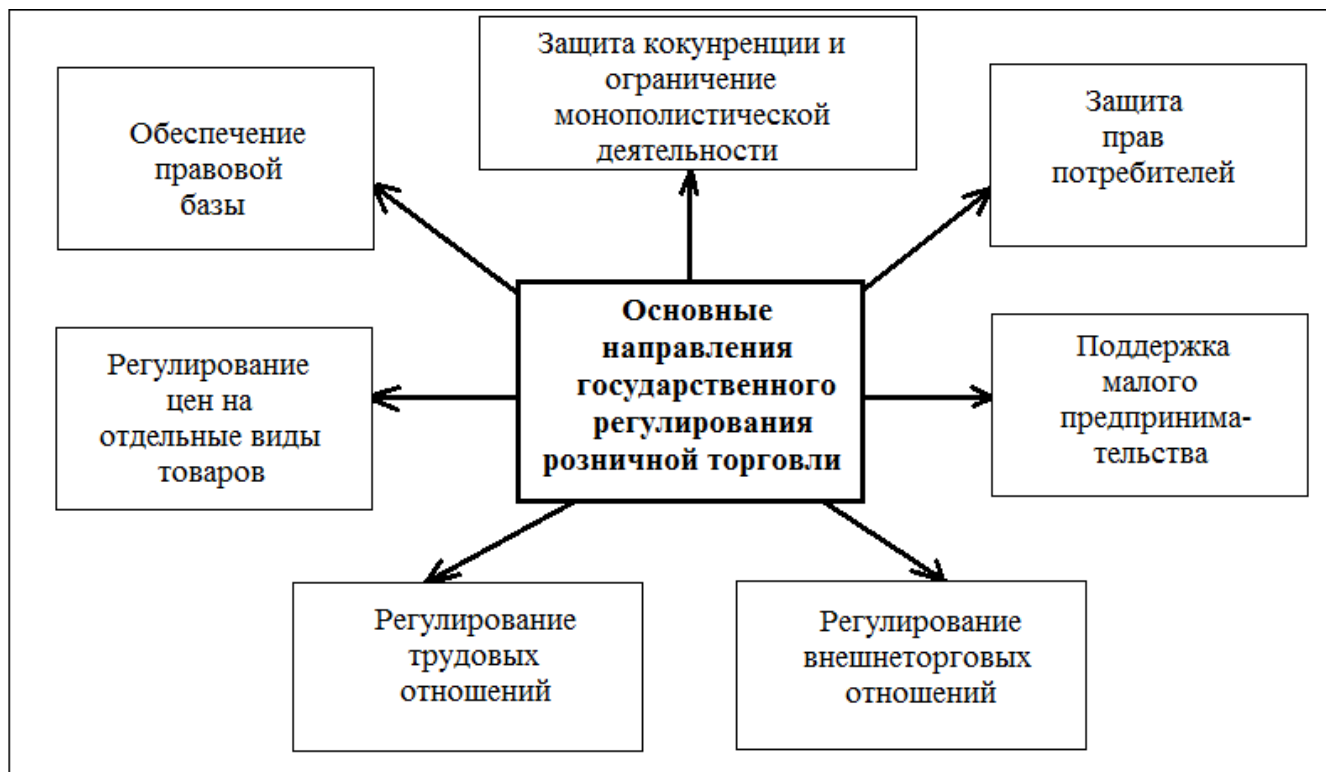 Защита кокунренции и
ограничение
монополистической
деятельности
Обеспечение
правовой
базы
Защита
прав
потребителей
Основные
направления
государственного
регулирования
розничной торговли
Регулирование
цен на
отдельные виды
товаров
Поддержка
малого
предпринима-
тельства
Регулирование
трудовых
отношений
Регулирование
внешнеторговых
отношений